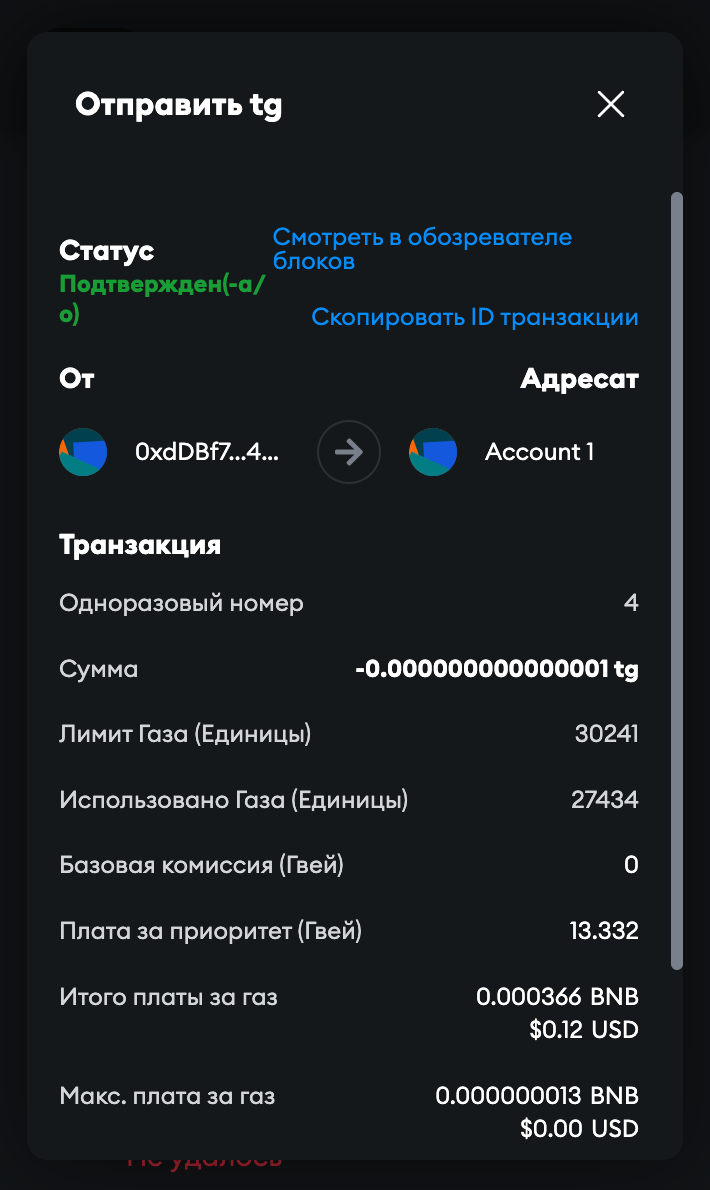 Отправить tg
Статус
Подтвержден(-а/
о)
Смотреть в обозревателе
блоков
Скопировать ID транзакции
От
Адресат
0xdDBf7...4...
Account 1
Транзакция
Одноразовый номер
4
Сумма
-0.000000000000001 tg
Лимит Газа (Единицы)
30241
Использовано Газа (Единицы)
27434
Базовая комиссия (Гвей)
0
Плата за приоритет (Гвей)
13.332
Итого платы за газ
0.000366 BNB
$0.12 USD
Макс. плата за газ
0.000000013 BNB
$0.00 USD
Не удалось